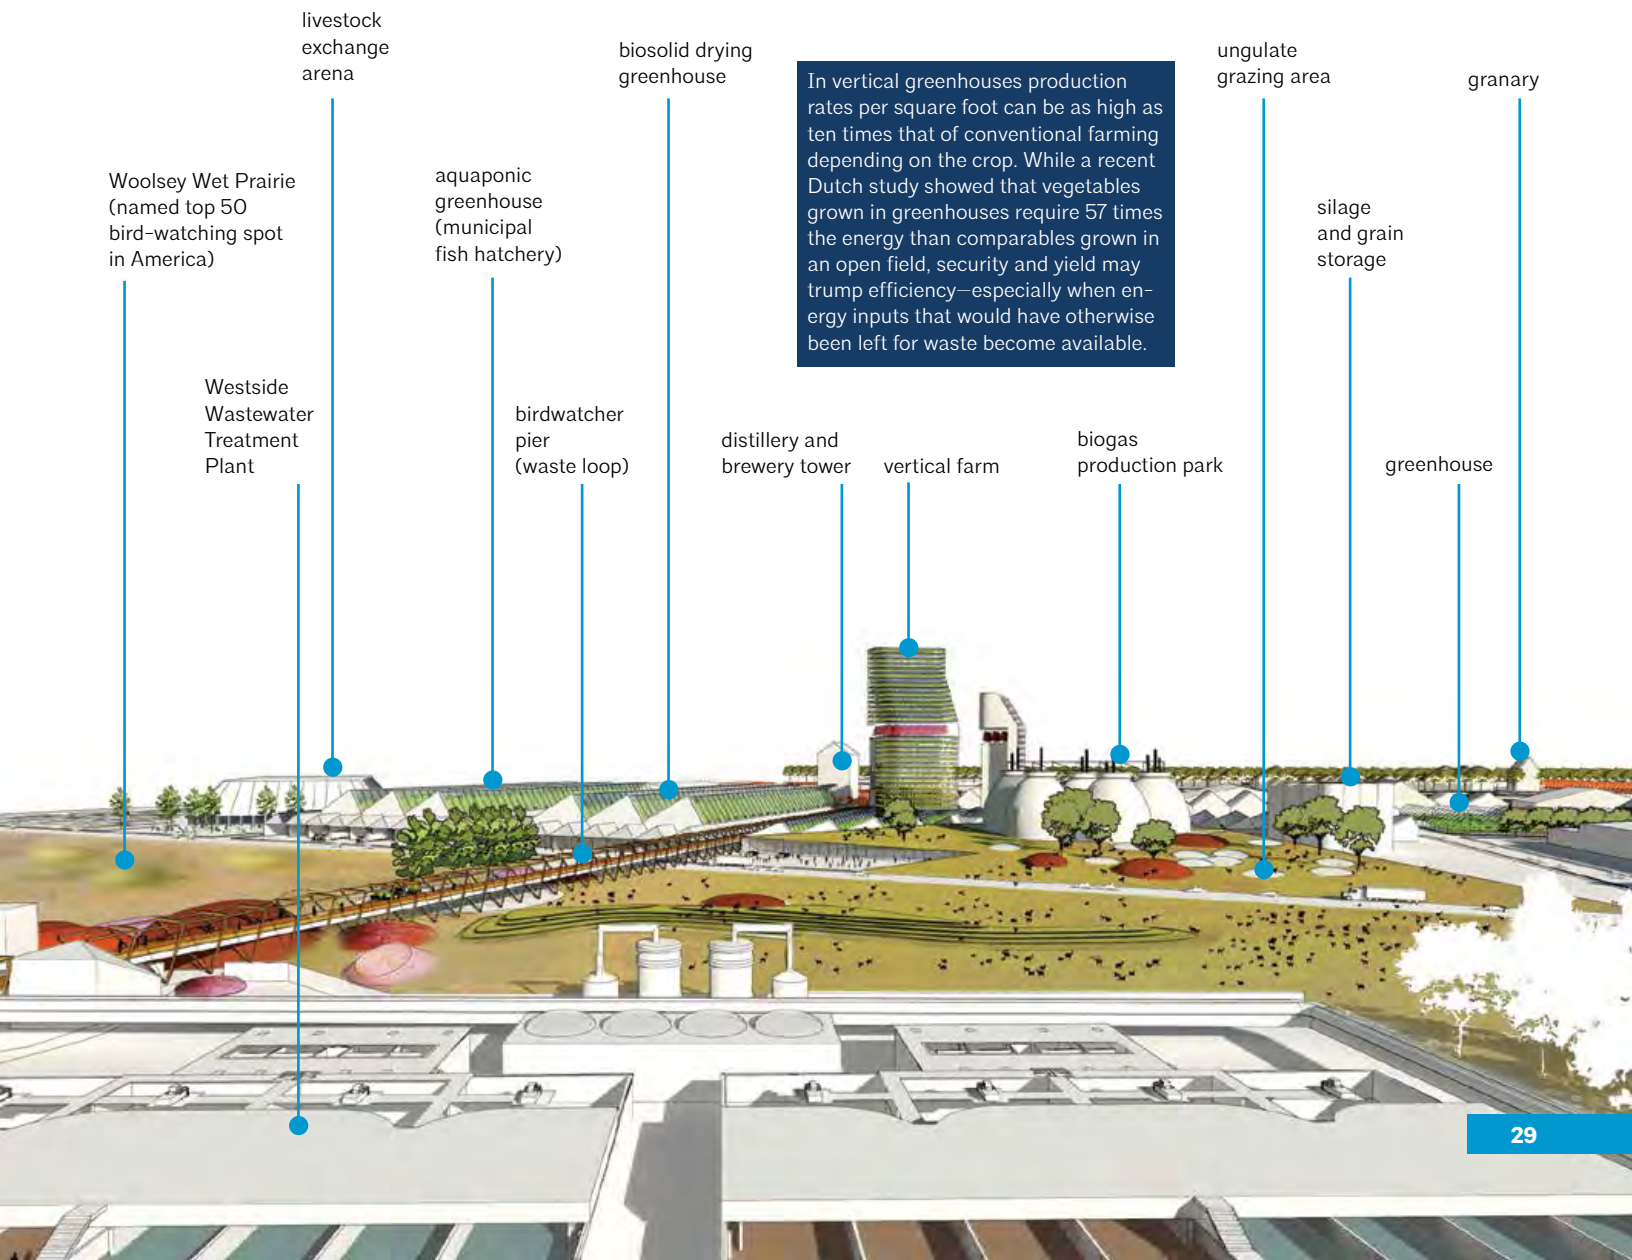 livestock
exchange
arena
biosolid drying
greenhouse
ungulate
grazing area
granary
In vertical greenhouses production
rates per square foot can be as high as
ten times that of conventional farming
depending on the crop. While a recent
Dutch study showed that vegetables
grown in greenhouses require 57 times
the energy than comparables grown in
an open field, security and yield may
trump efficiency—especially when en-
ergy inputs that would have otherwise
been left for waste become available.
Woolsey Wet Prairie
(named top 50
bird-watching spot
in America)
aquaponic
greenhouse
(municipal
fish hatchery)
silage
and grain
storage
Westside
Wastewater
Treatment
Plant
birdwatcher
pier
(waste loop)
distillery and
brewery tower
vertical farm
biogas
production park
greenhouse
29